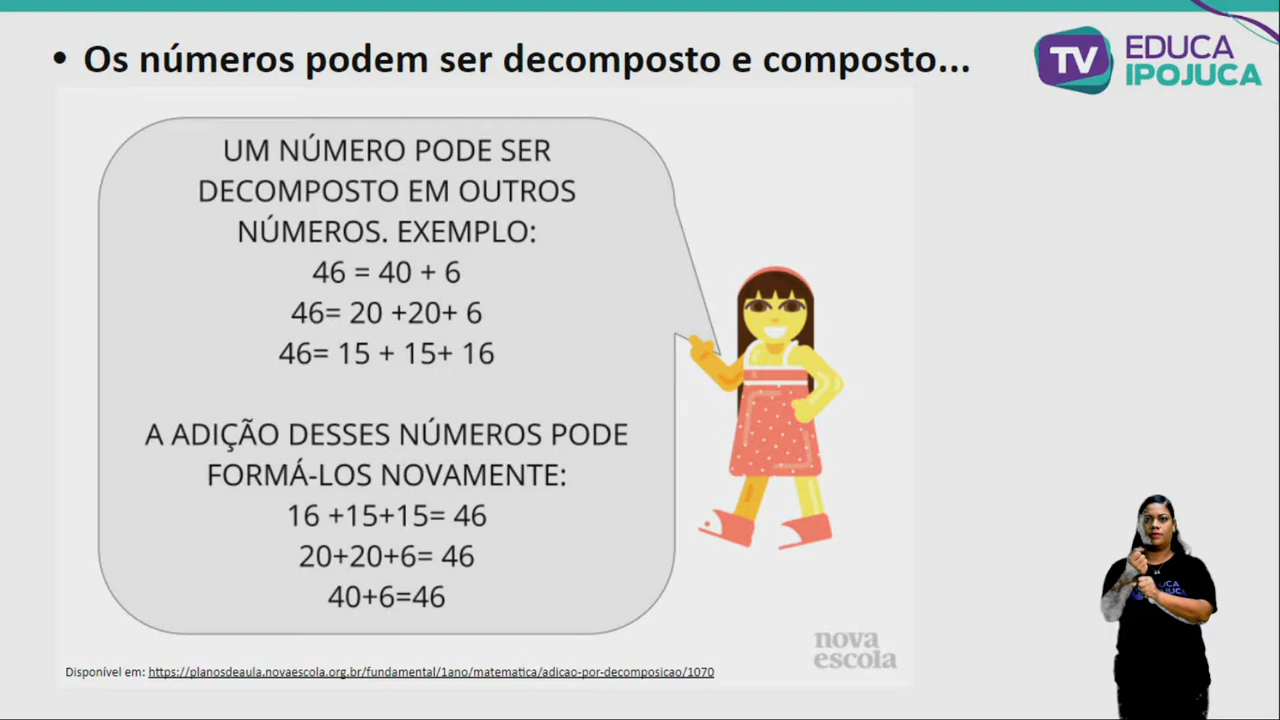 • Os números podem ser decomposto e composto...
TV EDUCA
IPOJUCA
UM NÚMERO PODE SER
DECOMPOSTO EM OUTROS
NÚMEROS. EXEMPLO:
46 = 40 + 6
46= 20 +20+ 6
46= 15 + 15+ 16
A ADIÇÃO DESSES NÚMEROS PODE
FORMÁ-LOS NOVAMENTE:
16 +15+15= 46
20+20+6= 46
40+6=46
nova
escola
Disponível em: https://planosdeaula.novaescola.org.br/fundamental/1ano/matematica/adicao-por-decomposicao/1070